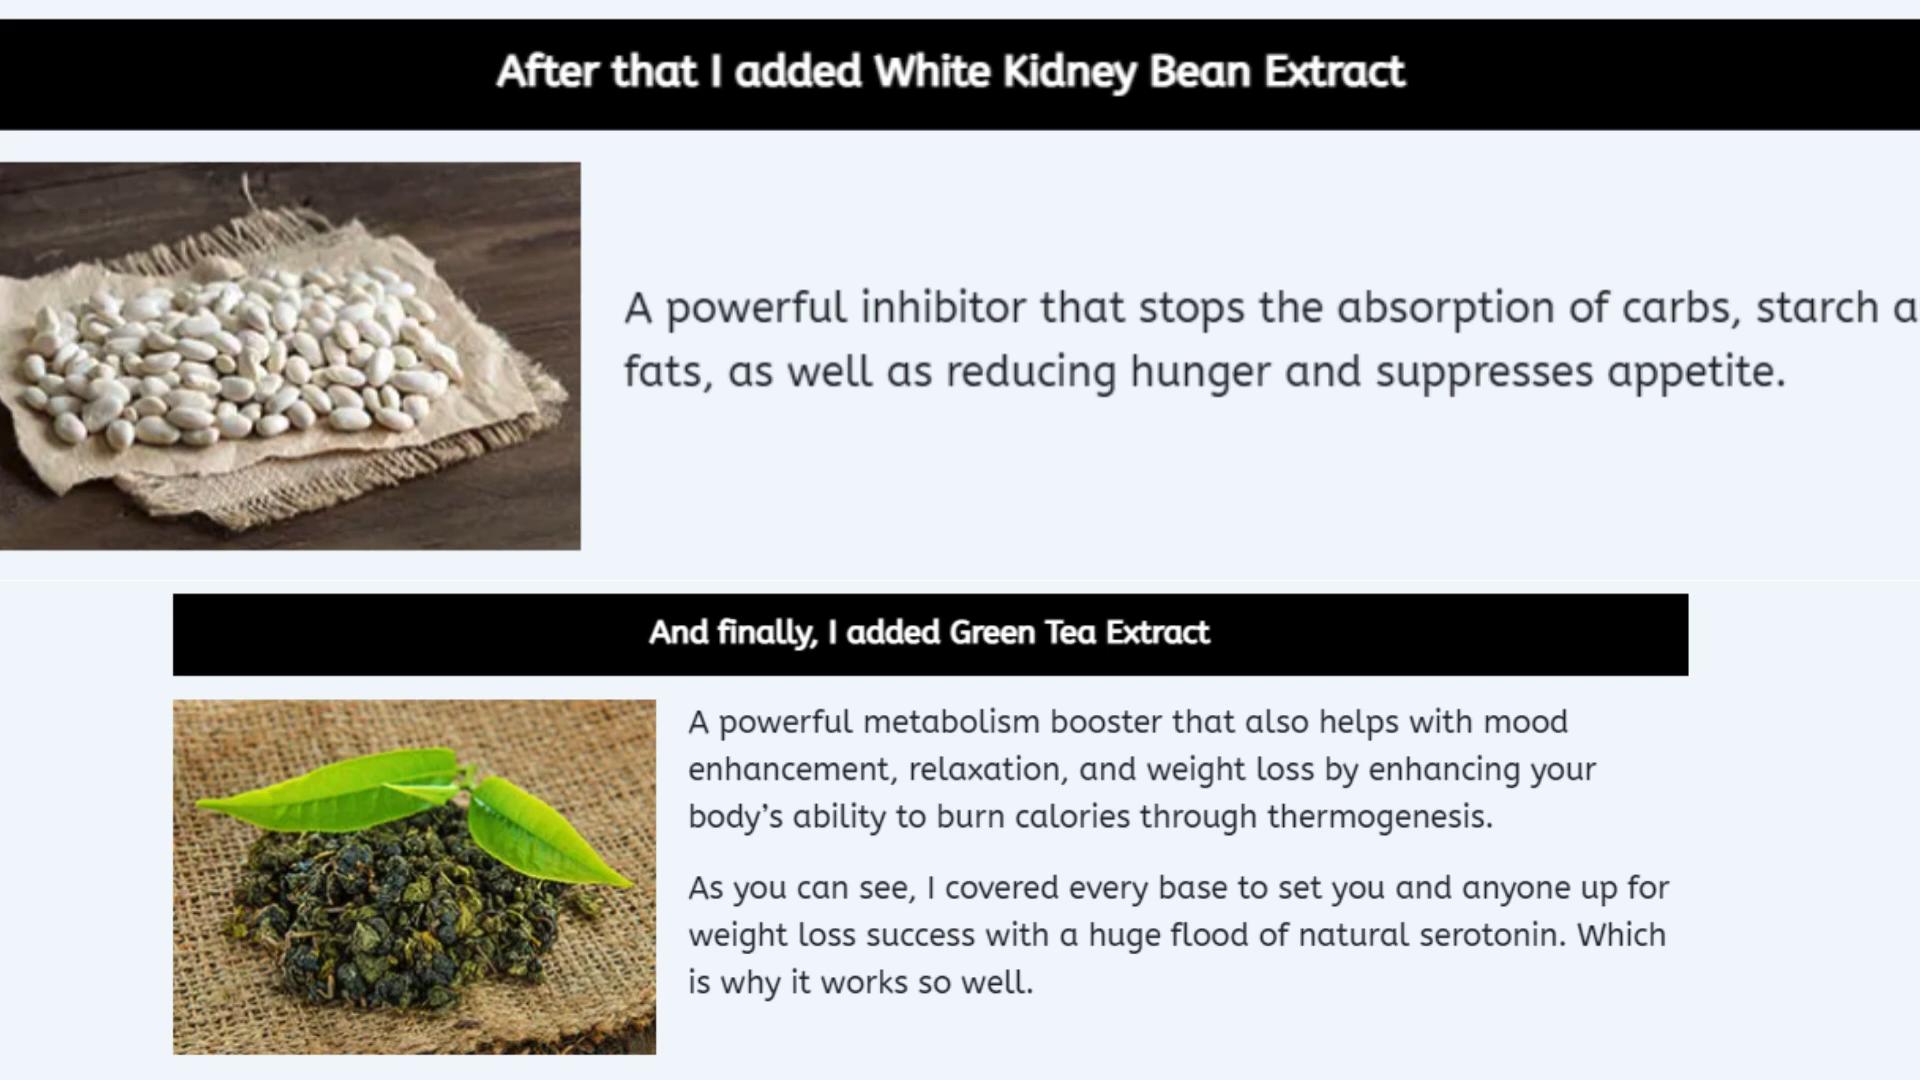 After that I added White Kidney Bean Extract
A powerful inhibitor that stops the absorption of carbs, starch a
fats, as well as reducing hunger and suppresses appetite.
And finally, I added Green Tea Extract
A powerful metabolism booster that also helps with mood
enhancement, relaxation, and weight loss by enhancing your
body’s ability to burn calories through thermogenesis.
As you can see, I covered every base to set you and anyone up for
weight loss success with a huge flood of natural serotonin. Which
is why it works so well.